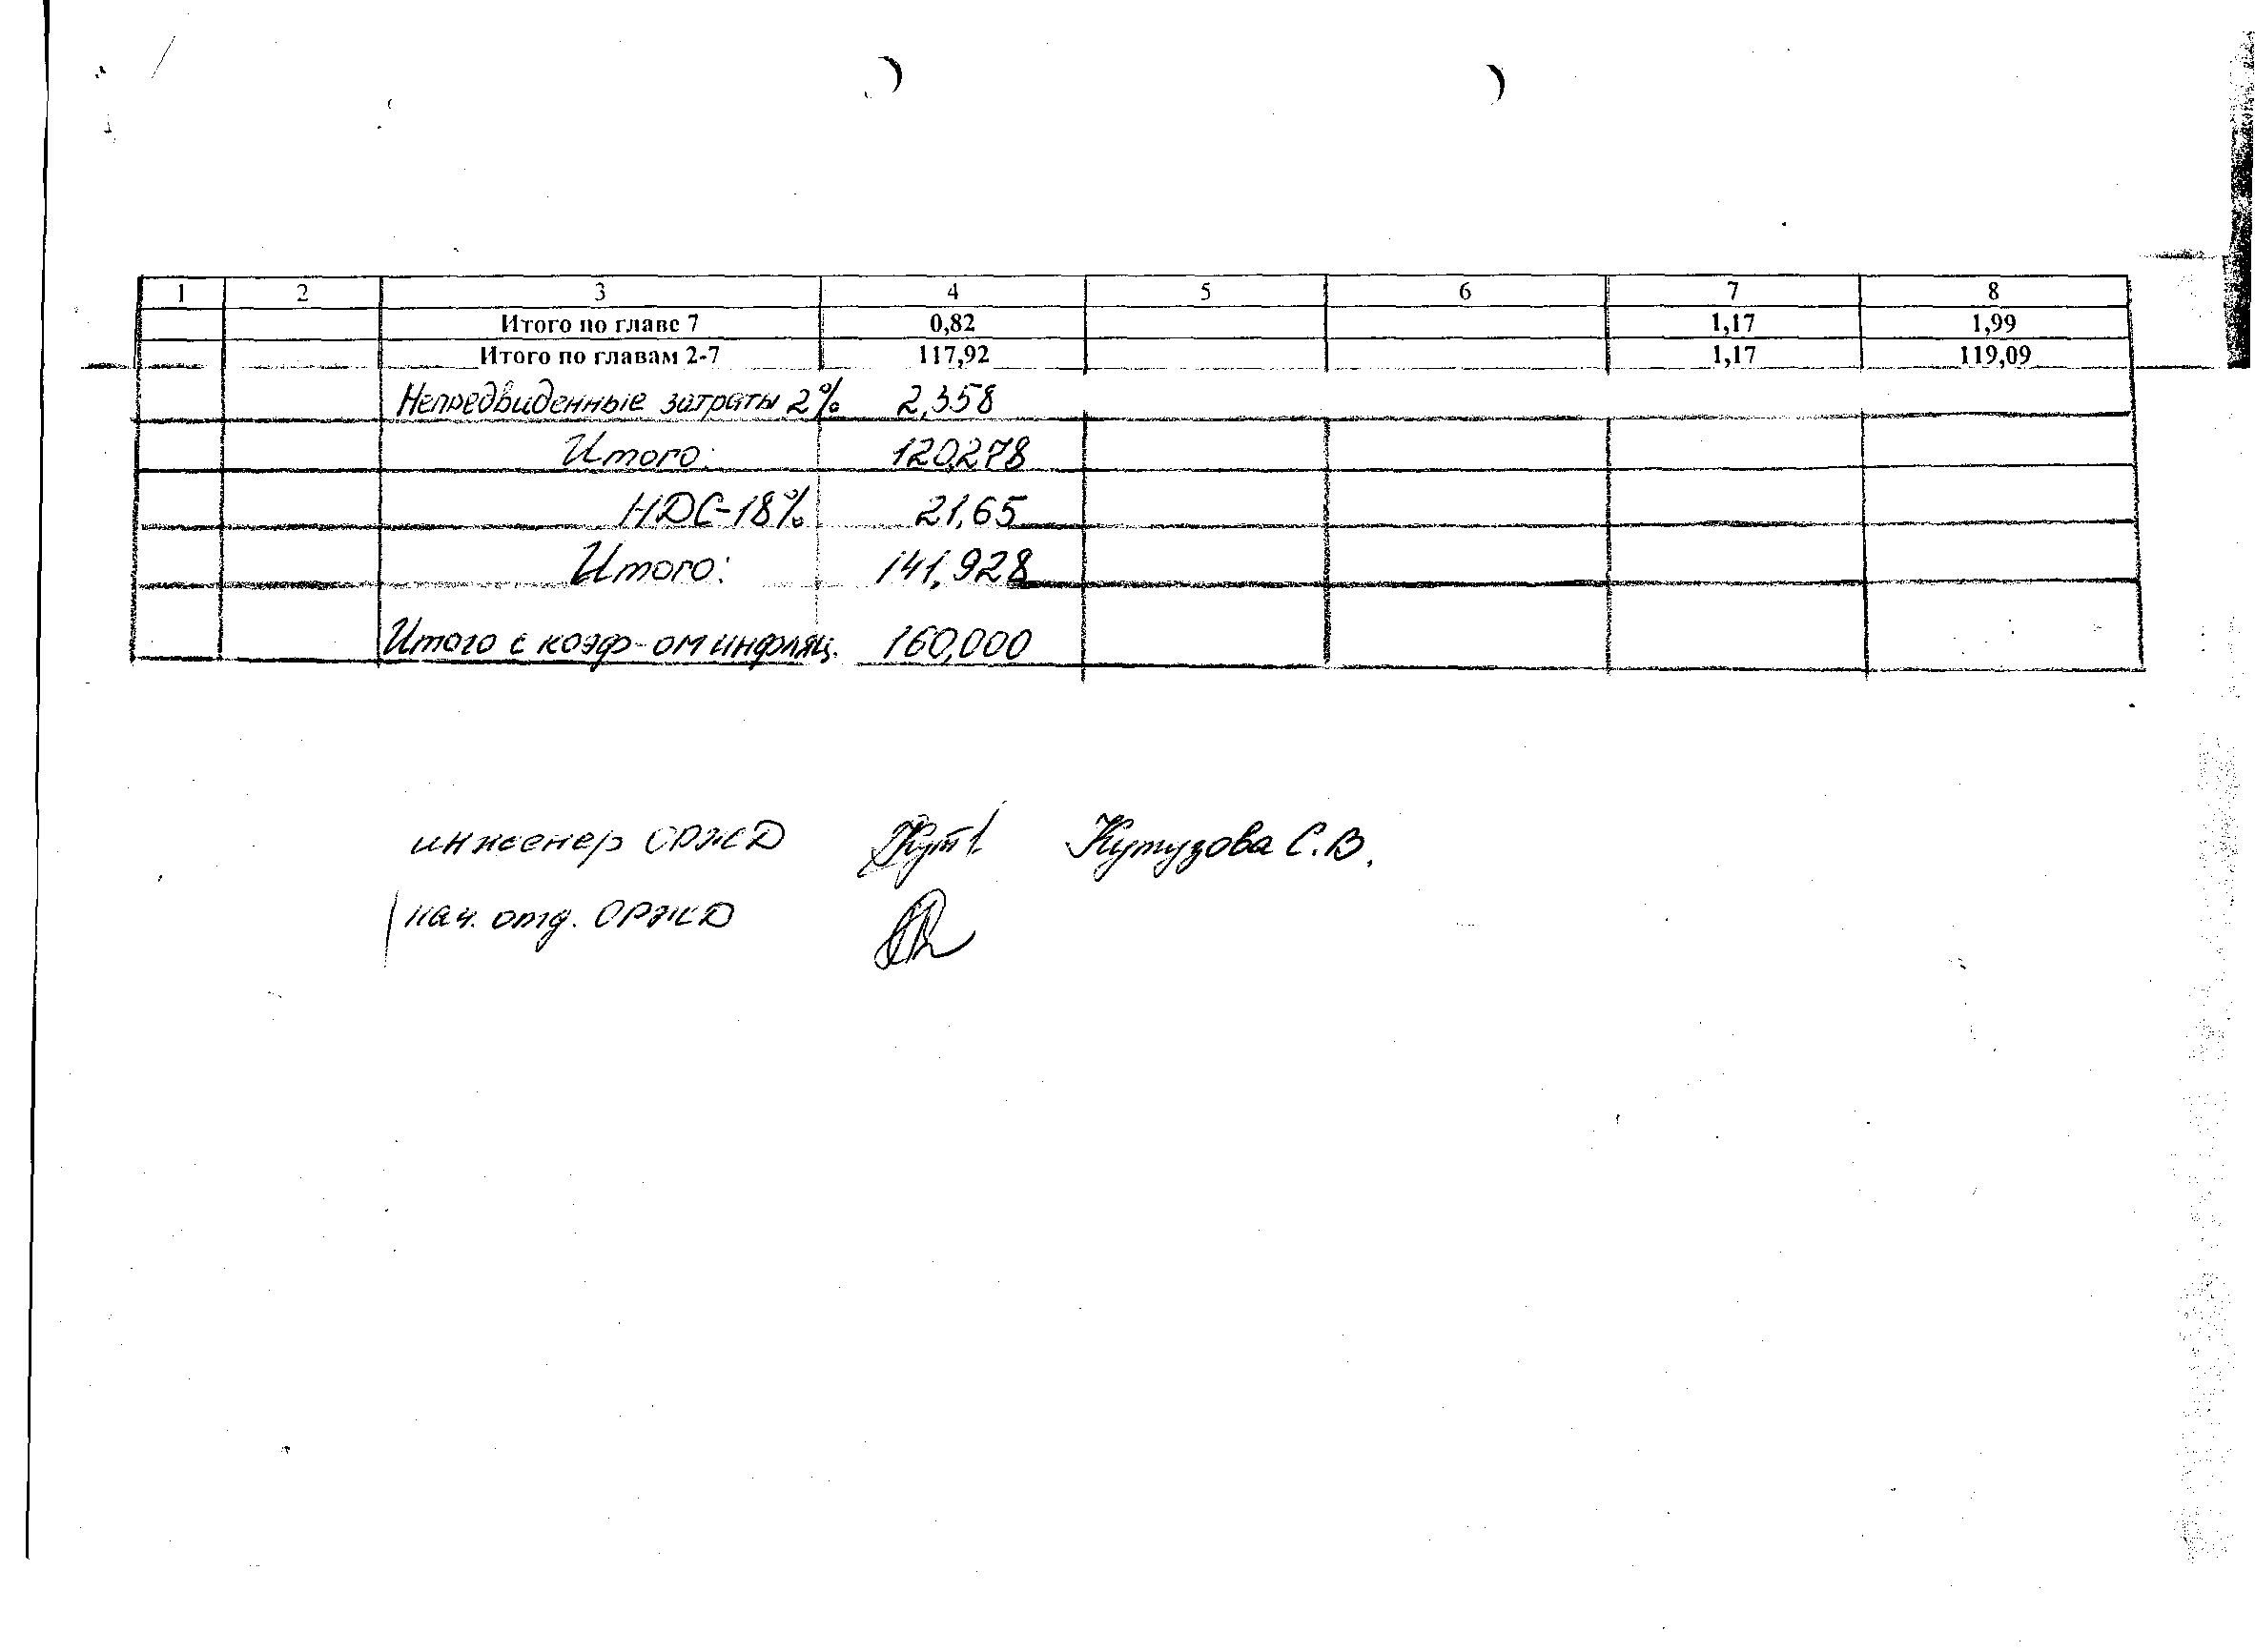 1 2 3 4 5 6 7 8
Итого по главе 7 0,82 1,17 1,99
Итого по главам 2-7 117,92 1,17 119,09
Непредвиденные затраты 2% 2,358
Итого: 120,278
НДС-18% 21,65
Итого: 141,928
Итого с коэф-ом инфляц. 160,000
инженер ОРЖД Кутузова С.В.
нач. отд. ОРЖД